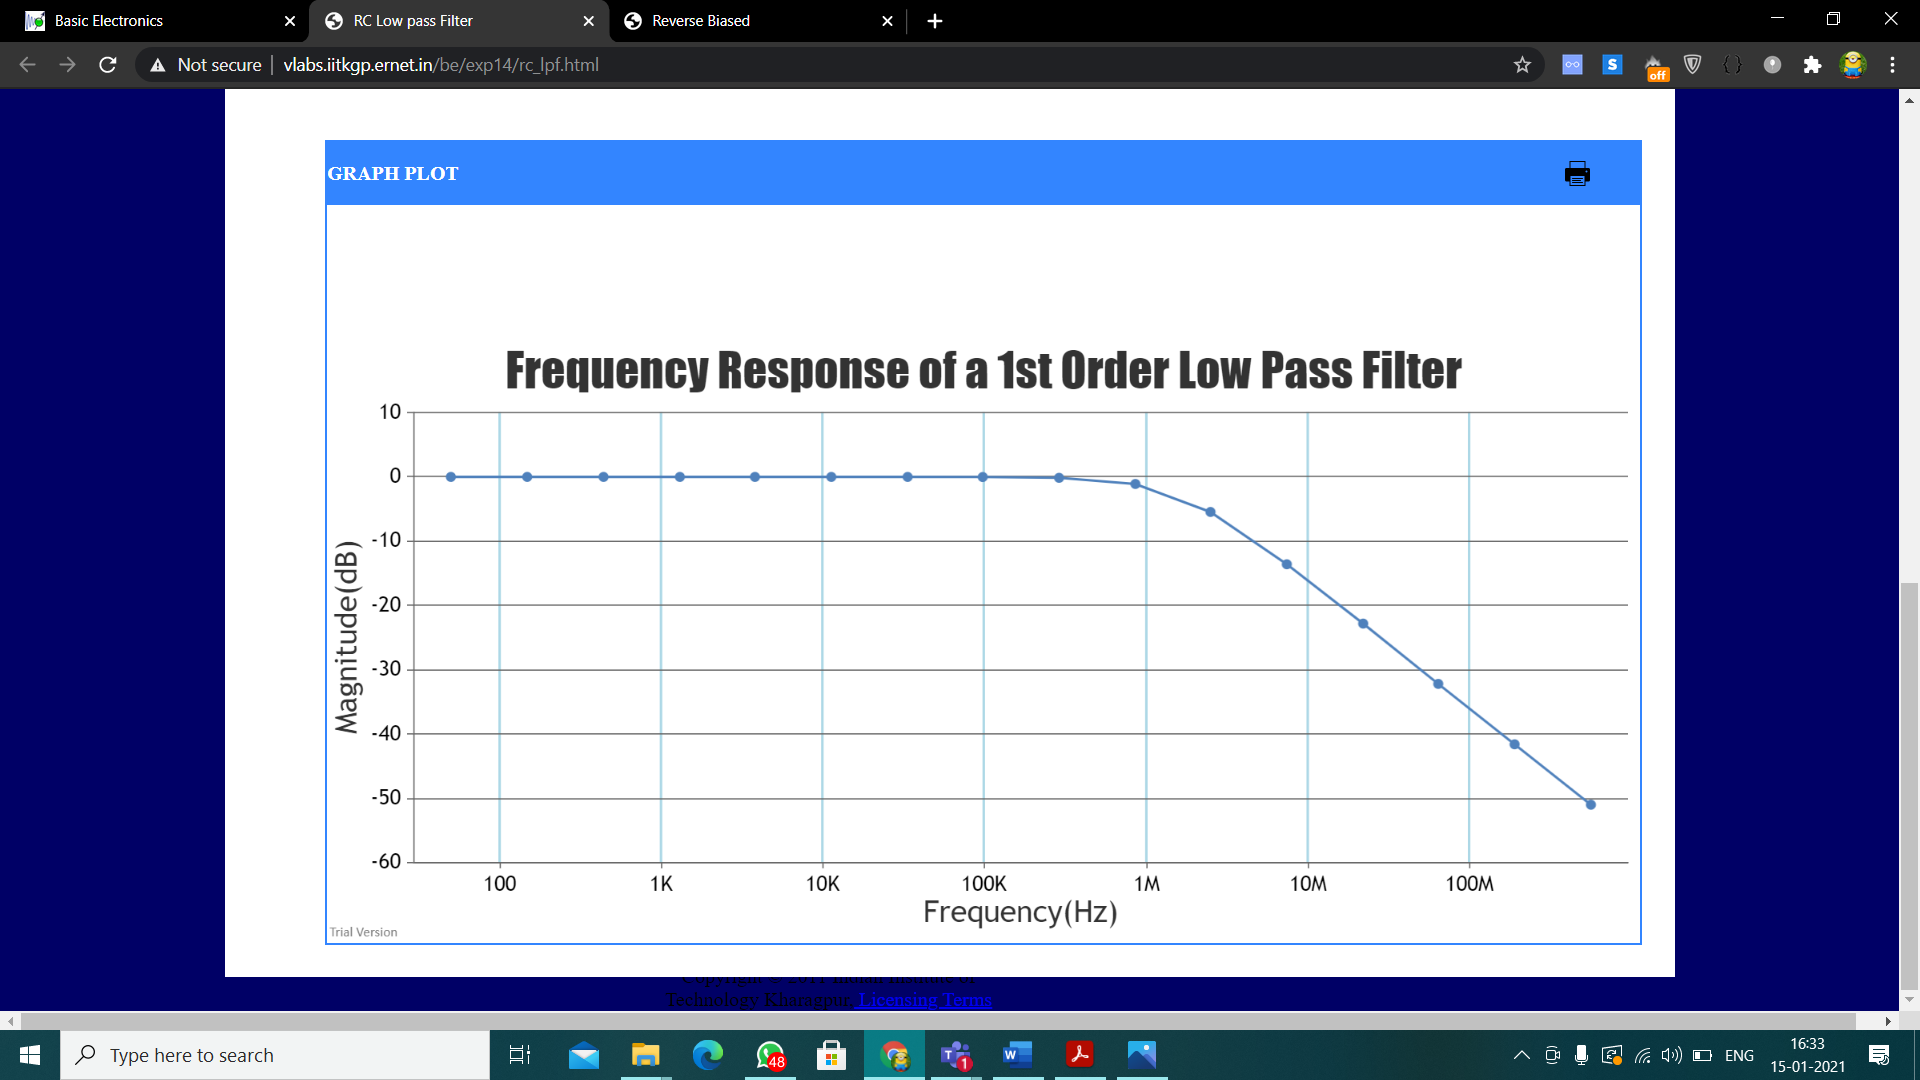 Basic Electronics
RC Low pass Filter
Reverse Biased
Not secure
vlabs.iitkgp.ernet.in/be/exp14/rc_lpf.html
S
off
GRAPH PLOT
Frequency Response of a 1st Order Low Pass Filter
10
0
-10
-20
-30
-40
-50
-60
Magnitude(dB)
100
1K
10K
100K
1M
10M
100M
Frequency(Hz)
Trial Version
Technology Kharagpur, Licensing Terms
Type here to search
48
1
ENG
16:33
15-01-2021